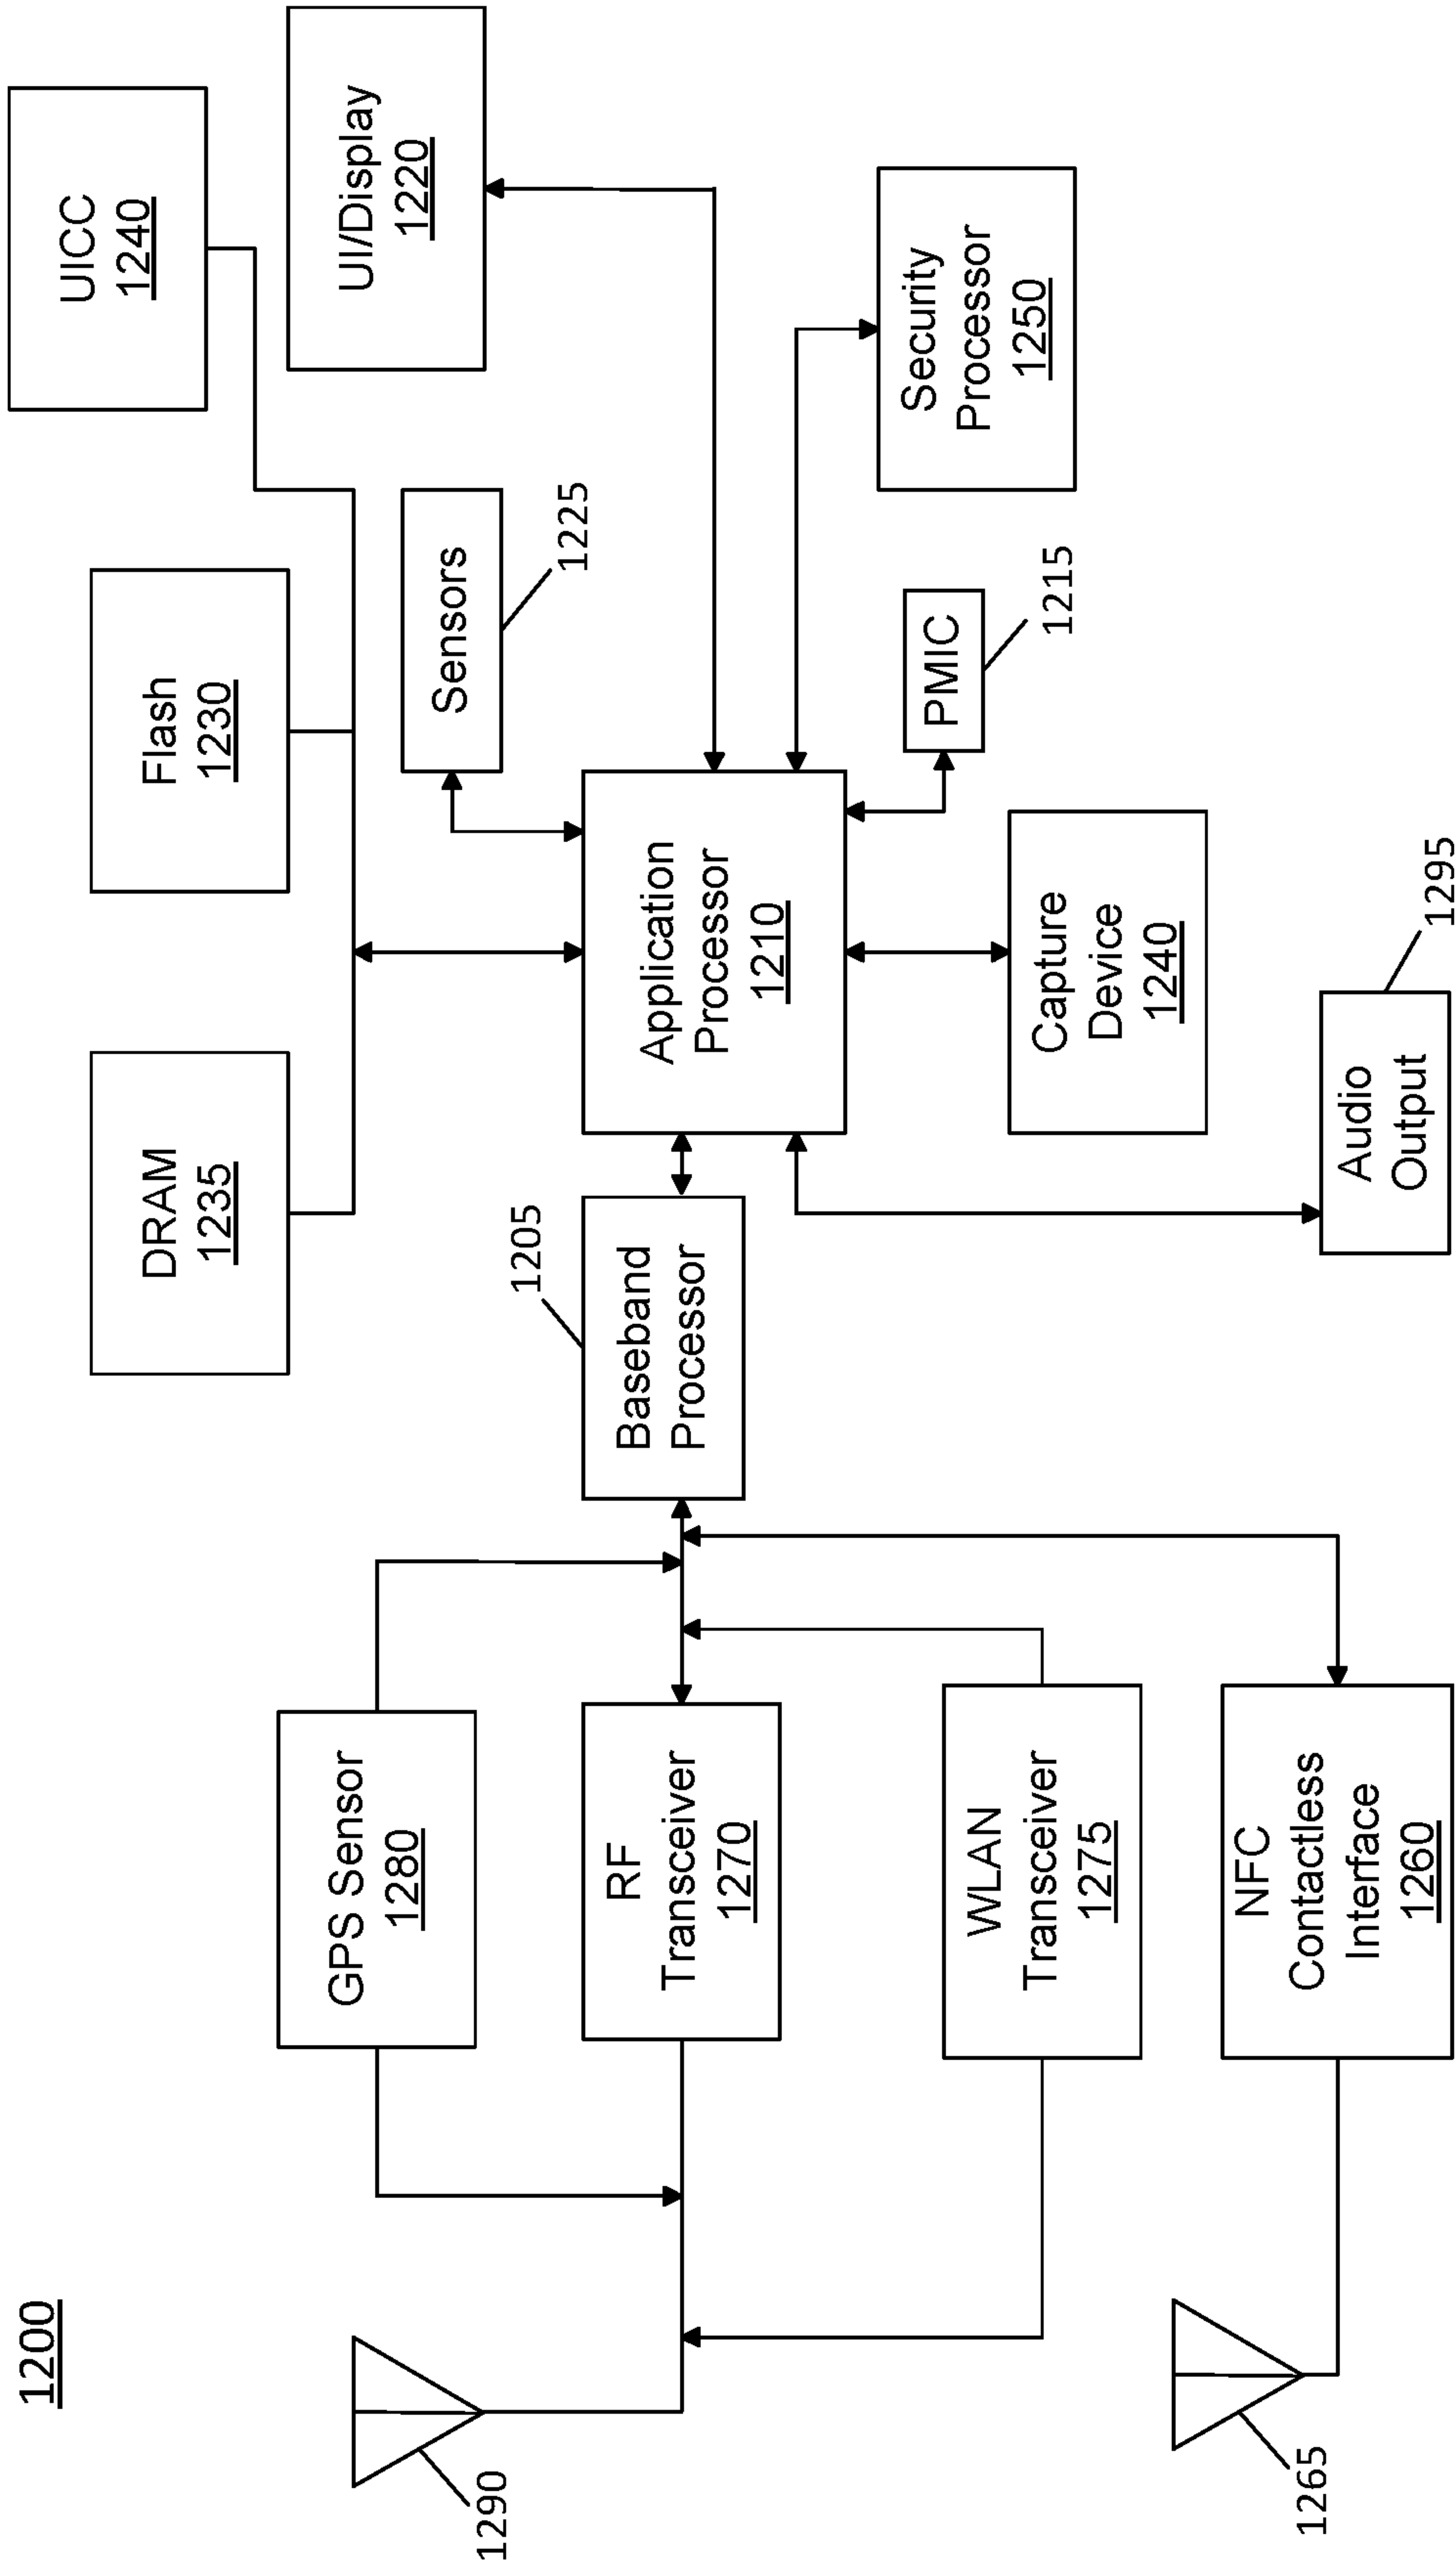 1200
UICC
1240
DRAM
1235
Flash
1230
UI/Display
1220
GPS Sensor
1280
Sensors
1225
1290
RF
Transceiver
1270
1205
Baseband
Processor
Application
Processor
1210
Security
Processor
1250
PMIC
1215
WLAN
Transceiver
1275
Capture
Device
1240
1265
NFC
Contactless
Interface
1260
Audio
Output
1295